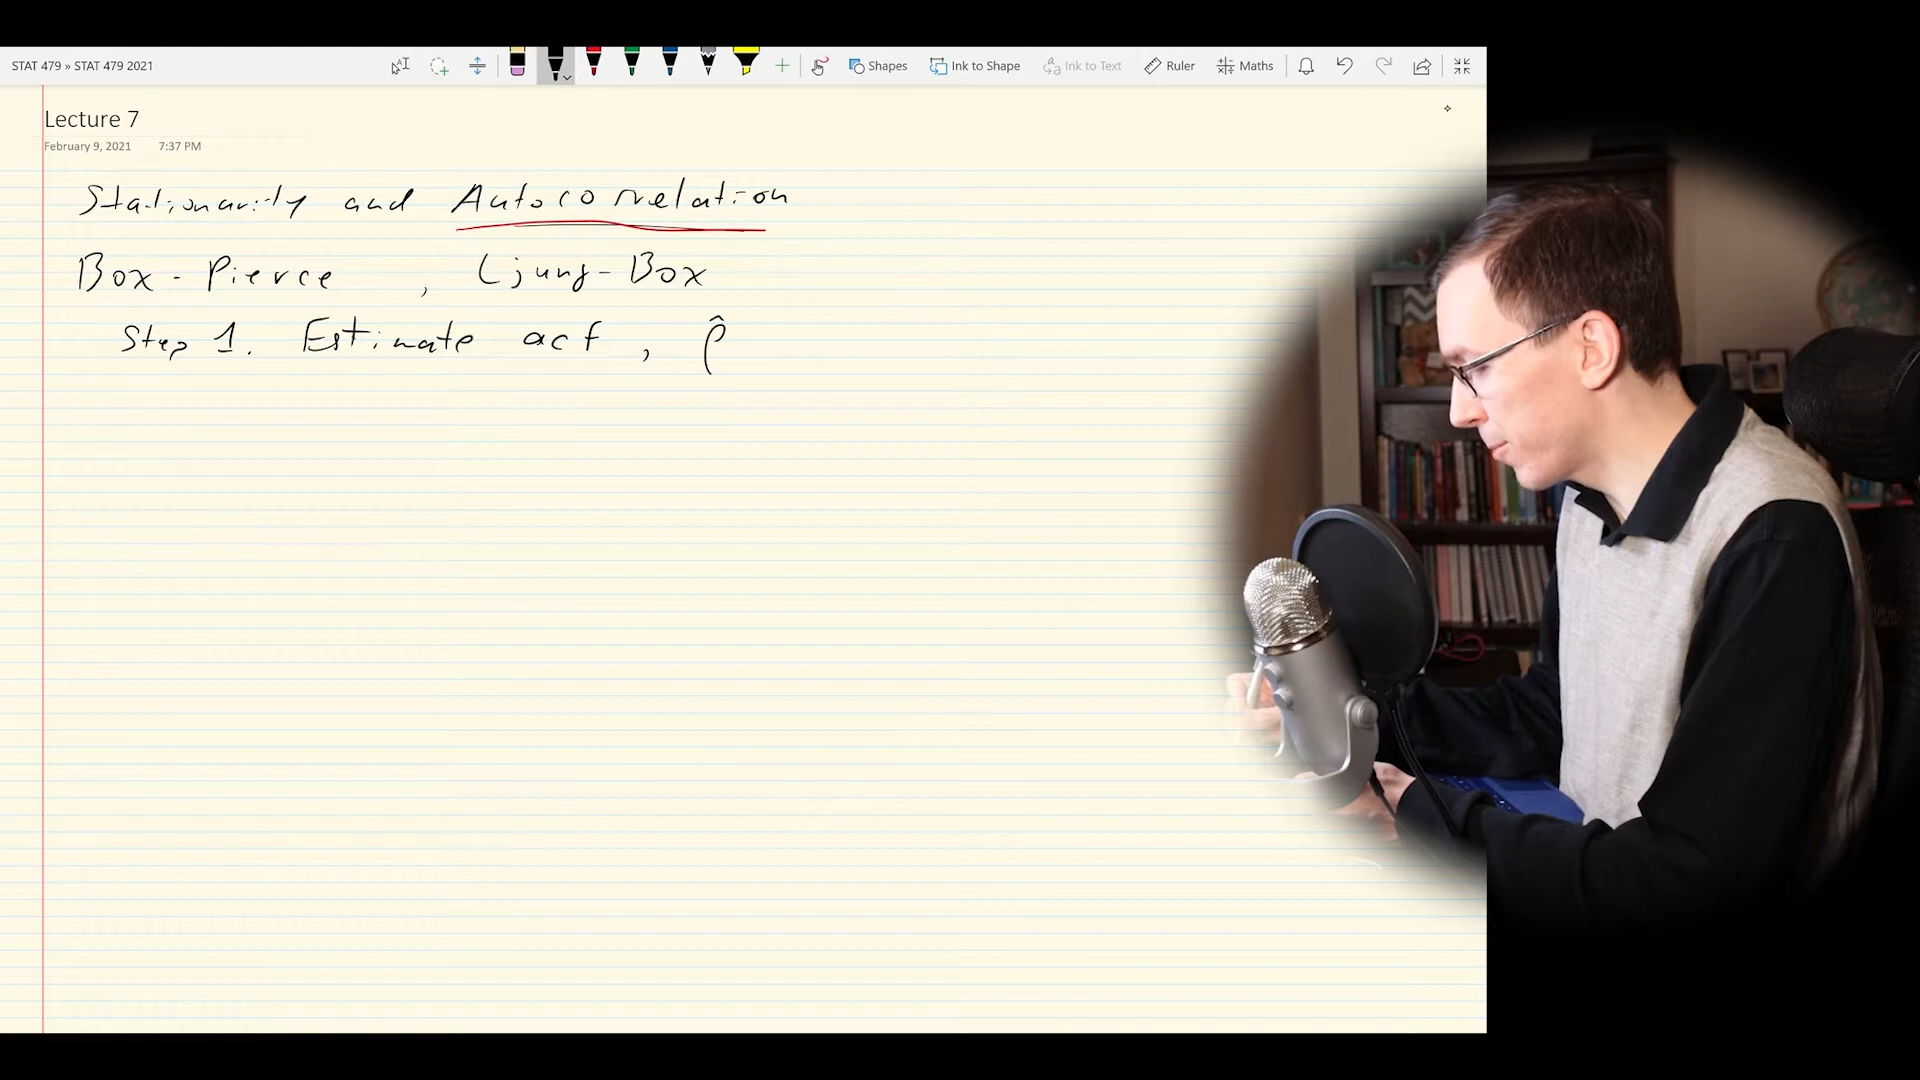 STAT 479 » STAT 479 2021
Shapes Ink to Shape Ink to Text Ruler Maths
Lecture 7
February 9, 2021 7:37 PM
Stationarity and Autocorrelation
Box-Pierce , Ljung-Box
Step 1. Estimate acf , ρ̂